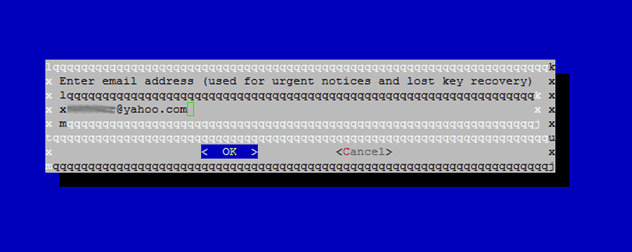 Enter email address (used for urgent notices and lost key recovery)
@yahoo.com
< OK > <Cancel>